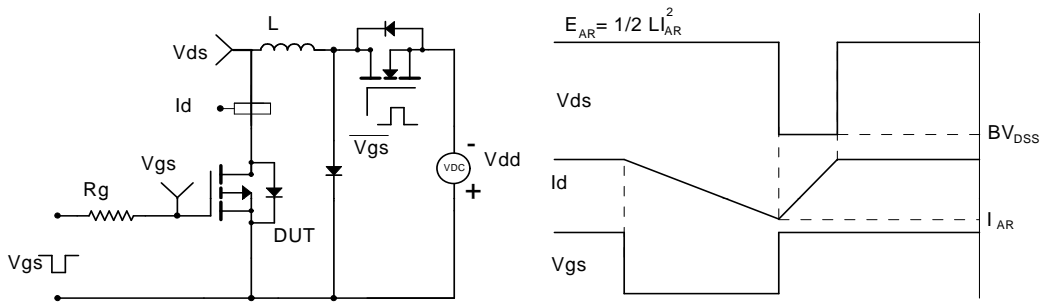 L
Vds
Id
Vgs
Rg
DUT
Vgs
Vgs
VDC
-
+
Vdd
E_AR = 1/2 LI_AR^2
Vds
BV_DSS
Id
I_AR
Vgs